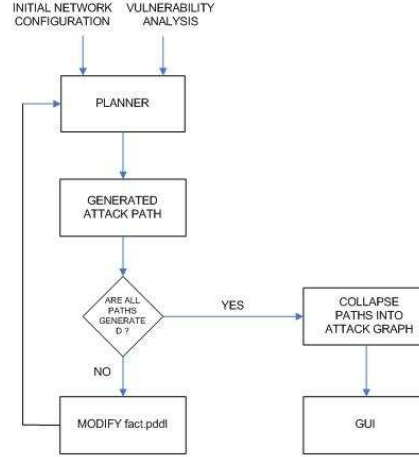 INITIAL NETWORK
CONFIGURATION
VULNERABILITY
ANALYSIS
PLANNER
GENERATED
ATTACK PATH
ARE ALL
PATHS
GENERATE
D ?
YES
COLLAPSE
PATHS INTO
ATTACK GRAPH
NO
MODIFY fact.pddl
GUI